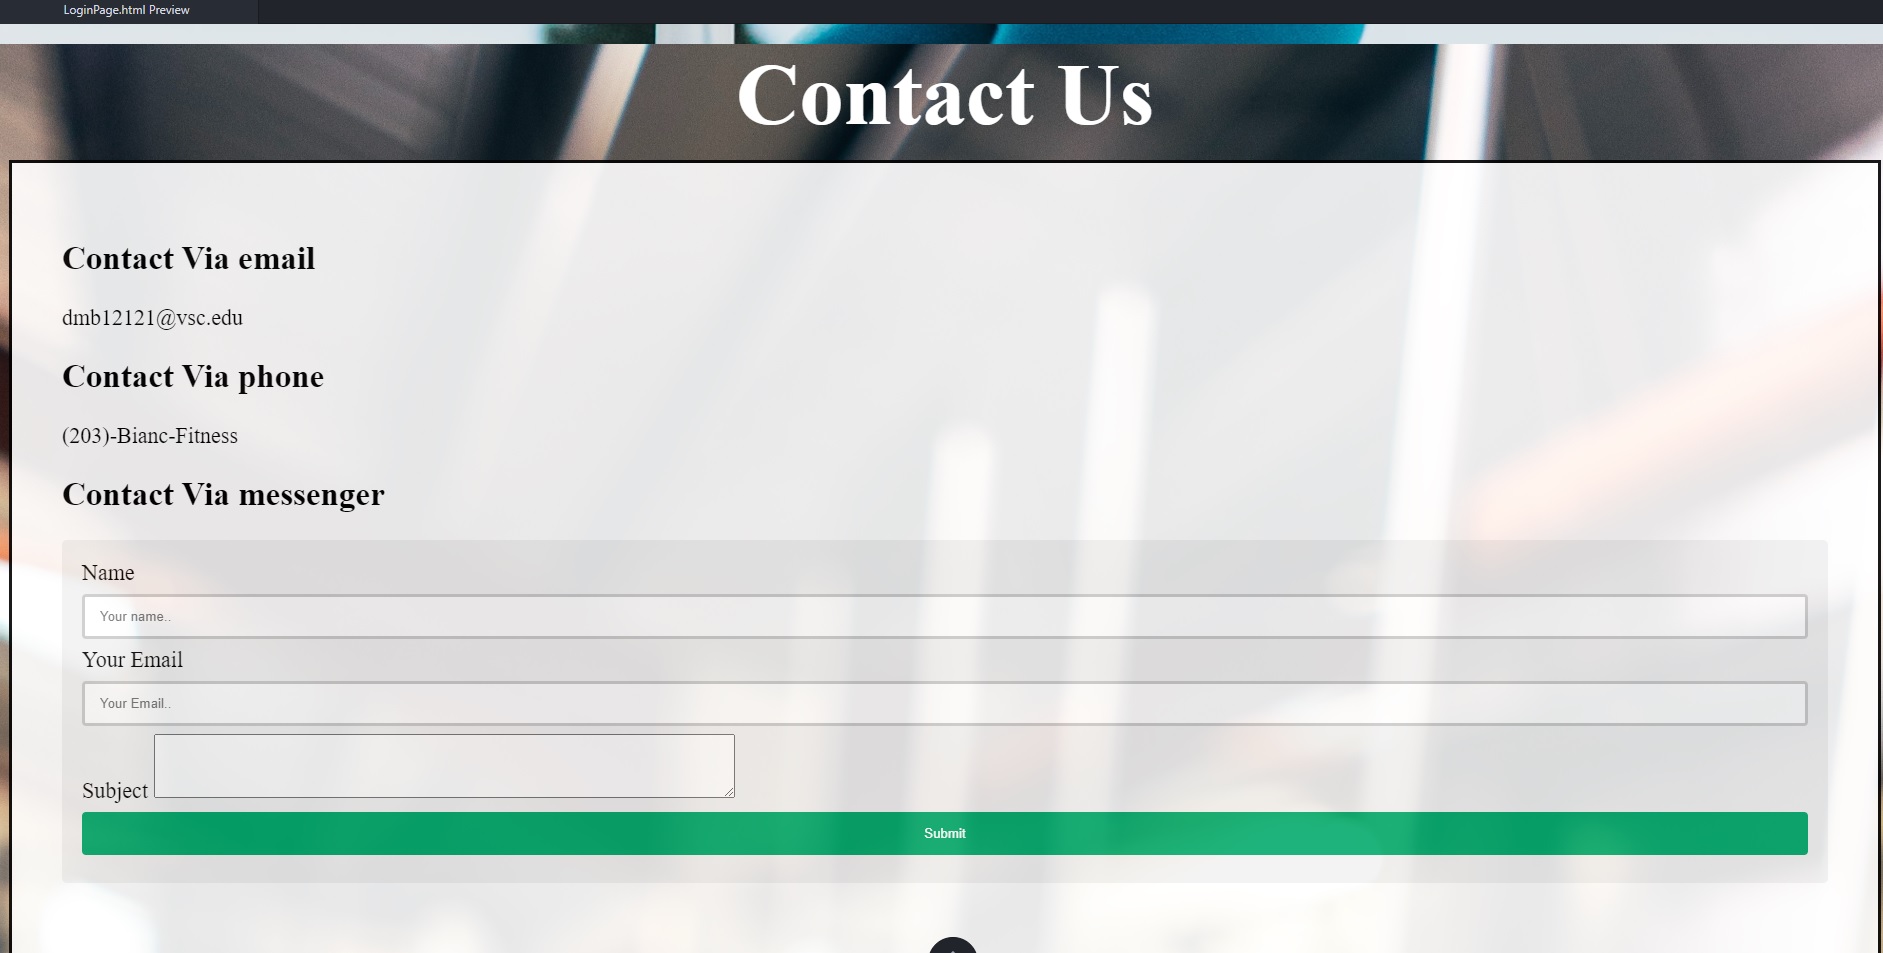 LoginPage.html Preview
Contact Us
Contact Via email
dmb12121@vsc.edu
Contact Via phone
(203)-Bianc-Fitness
Contact Via messenger
Name
Your name..
Your Email
Your Email..
Subject
Submit